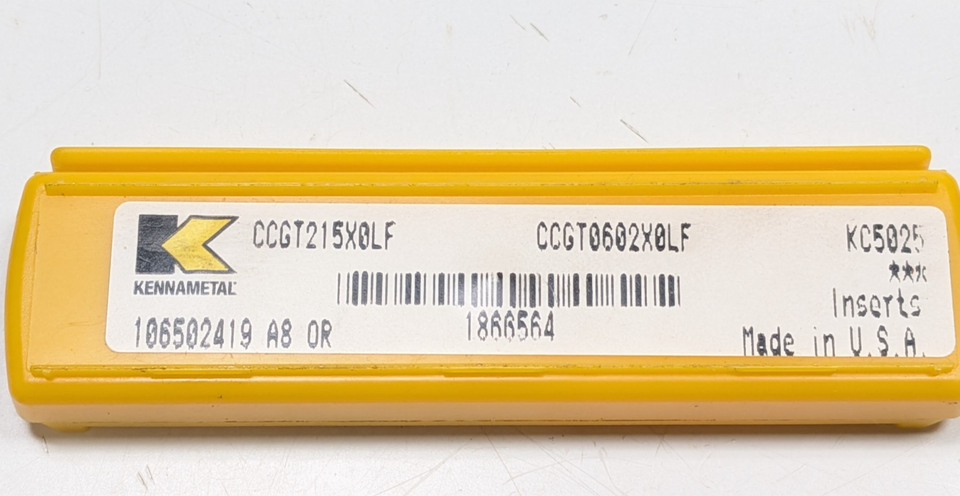 CCGT215X0LF CCGT0602X0LF KC5025
KENNAMETAL ***
Inserts
106502419 A8 OR 1866564 Made in U.S.A.